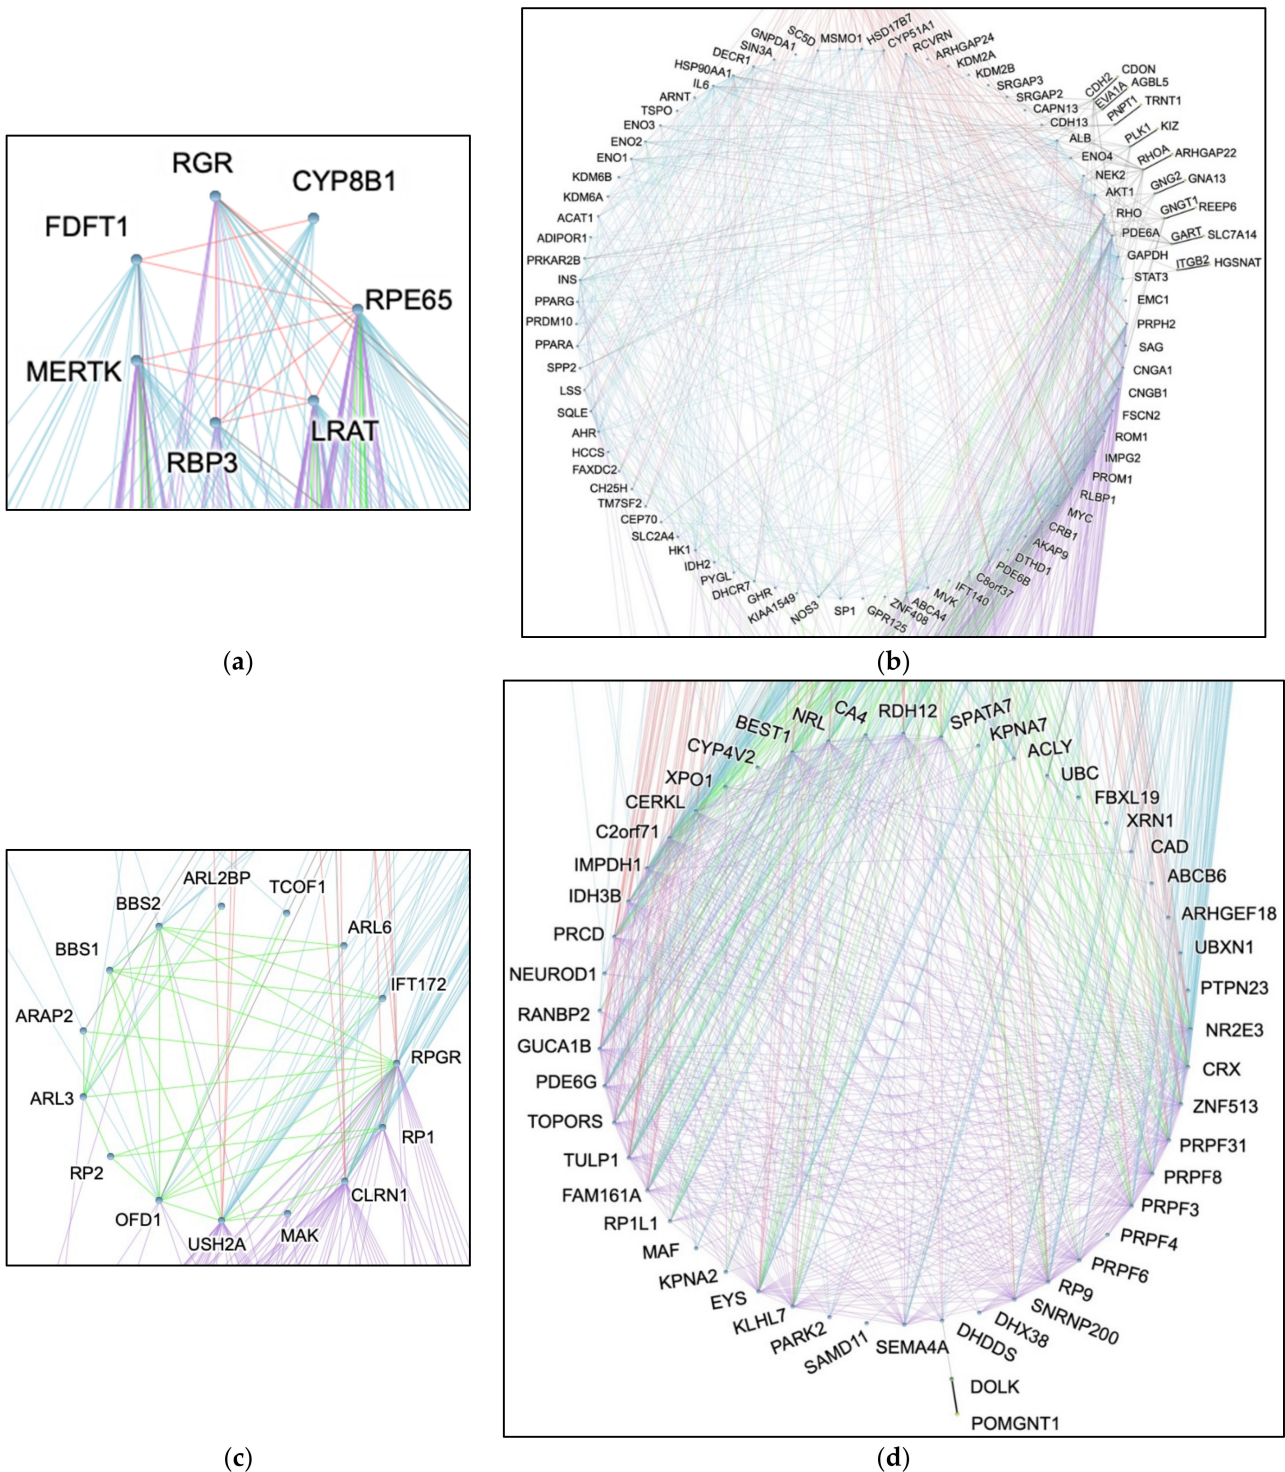 RGR
CYP8B1
FDFT1
RPE65
MERTK
LRAT
RBP3
(a)
HSD17B7
MSMO1
CYP51A1
SC5D
RCVRN
GNPDA1
ARHGAP24
SIN3A
KDM2A
DECR1
KDM2B
HSP90AA1
SRGAP3
IL6
SRGAP2
ARNT
CAPN13
TSPO
CDH13
ENO3
ALB
ENO2
ENO4
ENO1
NEK2
KDM6B
AKT1
KDM6A
RHO
ACAT1
PDE6A
ADIPOR1
GAPDH
PRKAR2B
STAT3
INS
EMC1
PPARG
PRPH2
PRDM10
SAG
PPARA
CNGA1
SPP2
CNGB1
LSS
FSCN2
SQLE
ROM1
AHR
IMPG2
HCCS
PROM1
FAXDC2
RLBP1
CH25H
MYC
TM7SF2
CRB1
CEP70
AKAP9
SLC2A4
DTHD1
HK1
PDE6B
IDH2
C8orf37
PYGL
IFT140
DHCR7
MVK
GHR
ABCA4
KIAA1549
ZNF408
NOS3
GPR125
SP1
CDH2 CDON
EVA1A AGBL5
PNPT1 TRNT1
PLK1 KIZ
RHOA ARHGAP22
GNG2 GNA13
GNGT1 REEP6
GART SLC7A14
ITGB2 HGSNAT
(b)
ARL2BP
TCOF1
BBS2
ARL6
BBS1
IFT172
ARAP2
RPGR
ARL3
RP1
RP2
CLRN1
OFD1
MAK
USH2A
(c)
RDH12
CA4
SPATA7
NRL
KPNA7
BEST1
ACLY
CYP4V2
UBC
XPO1
FBXL19
CERKL
XRN1
C2orf71
CAD
IMPDH1
ABCB6
IDH3B
ARHGEF18
PRCD
UBXN1
NEUROD1
PTPN23
RANBP2
NR2E3
GUCA1B
CRX
PDE6G
ZNF513
TOPORS
PRPF31
TULP1
PRPF8
FAM161A
PRPF3
RP1L1
PRPF4
MAF
PRPF6
KPNA2
RP9
EYS
SNRNP200
KLHL7
DHX38
PARK2
DHDDS
SAMD11
SEMA4A
DOLK
POMGNT1
(d)